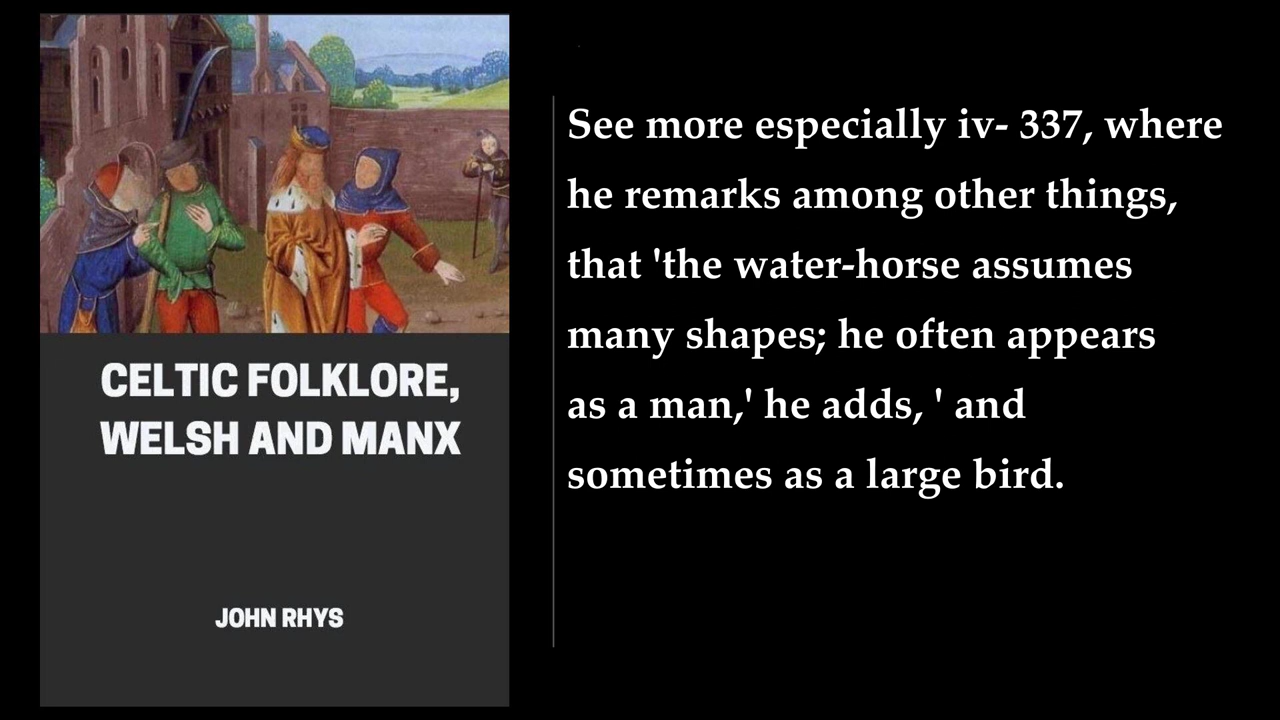 CELTIC FOLKLORE,
WELSH AND MANX
JOHN RHYS
See more especially iv- 337, where
he remarks among other things,
that 'the water-horse assumes
many shapes; he often appears
as a man,' he adds, ' and
sometimes as a large bird.